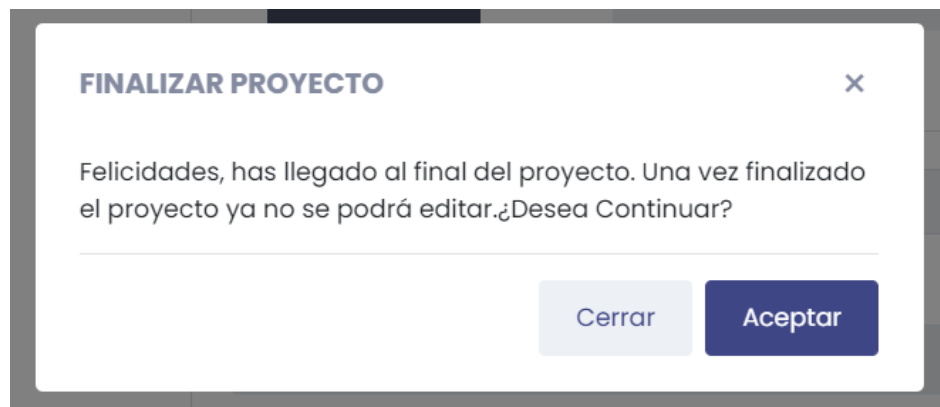 FINALIZAR PROYECTO
Felicidades, has llegado al final del proyecto. Una vez finalizado
el proyecto ya no se podrá editar.¿Desea Continuar?
Cerrar
Aceptar